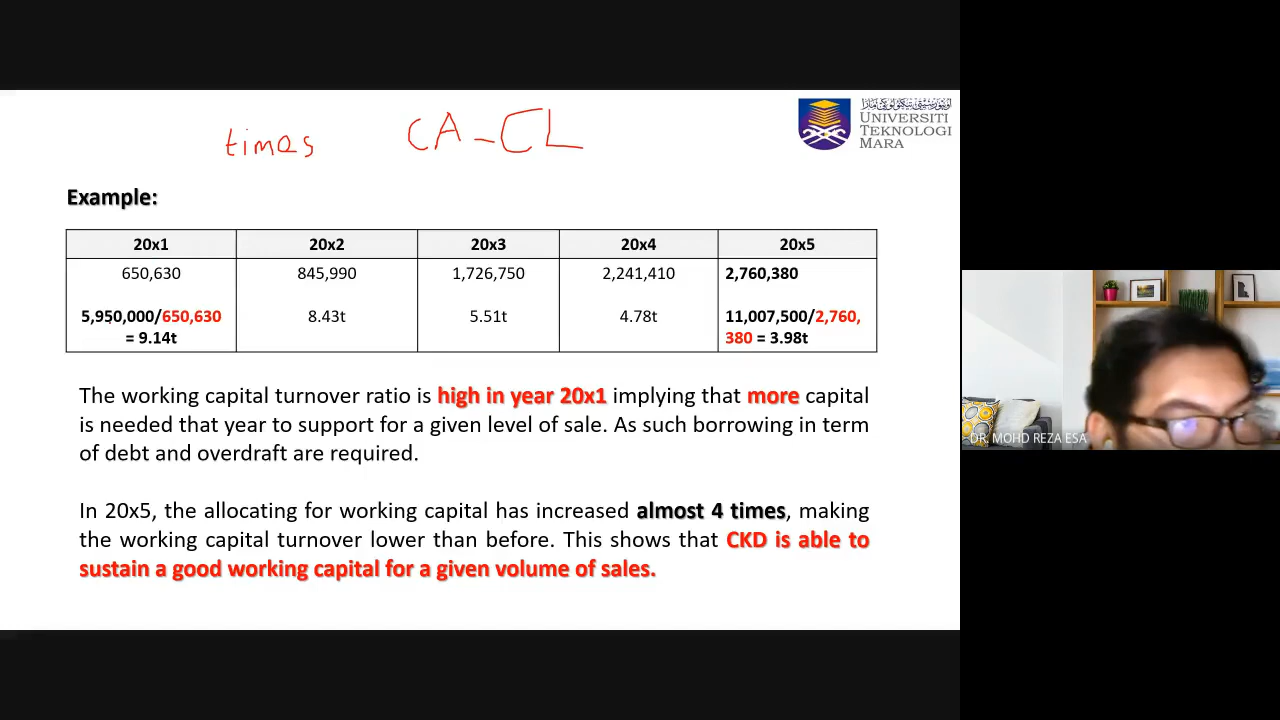 times CA - CL
اونيۏرسيتي تيكنولوݢي مارا
UNIVERSITI
TEKNOLOGI
MARA
Example:
20x1 20x2 20x3 20x4 20x5
650,630 845,990 1,726,750 2,241,410 2,760,380
5,950,000/650,630 8.43t 5.51t 4.78t 11,007,500/2,760,
= 9.14t 380 = 3.98t
The working capital turnover ratio is high in year 20x1 implying that more capital
is needed that year to support for a given level of sale. As such borrowing in term
of debt and overdraft are required.
In 20x5, the allocating for working capital has increased almost 4 times, making
the working capital turnover lower than before. This shows that CKD is able to
sustain a good working capital for a given volume of sales.
DR. MOHD REZA ESA